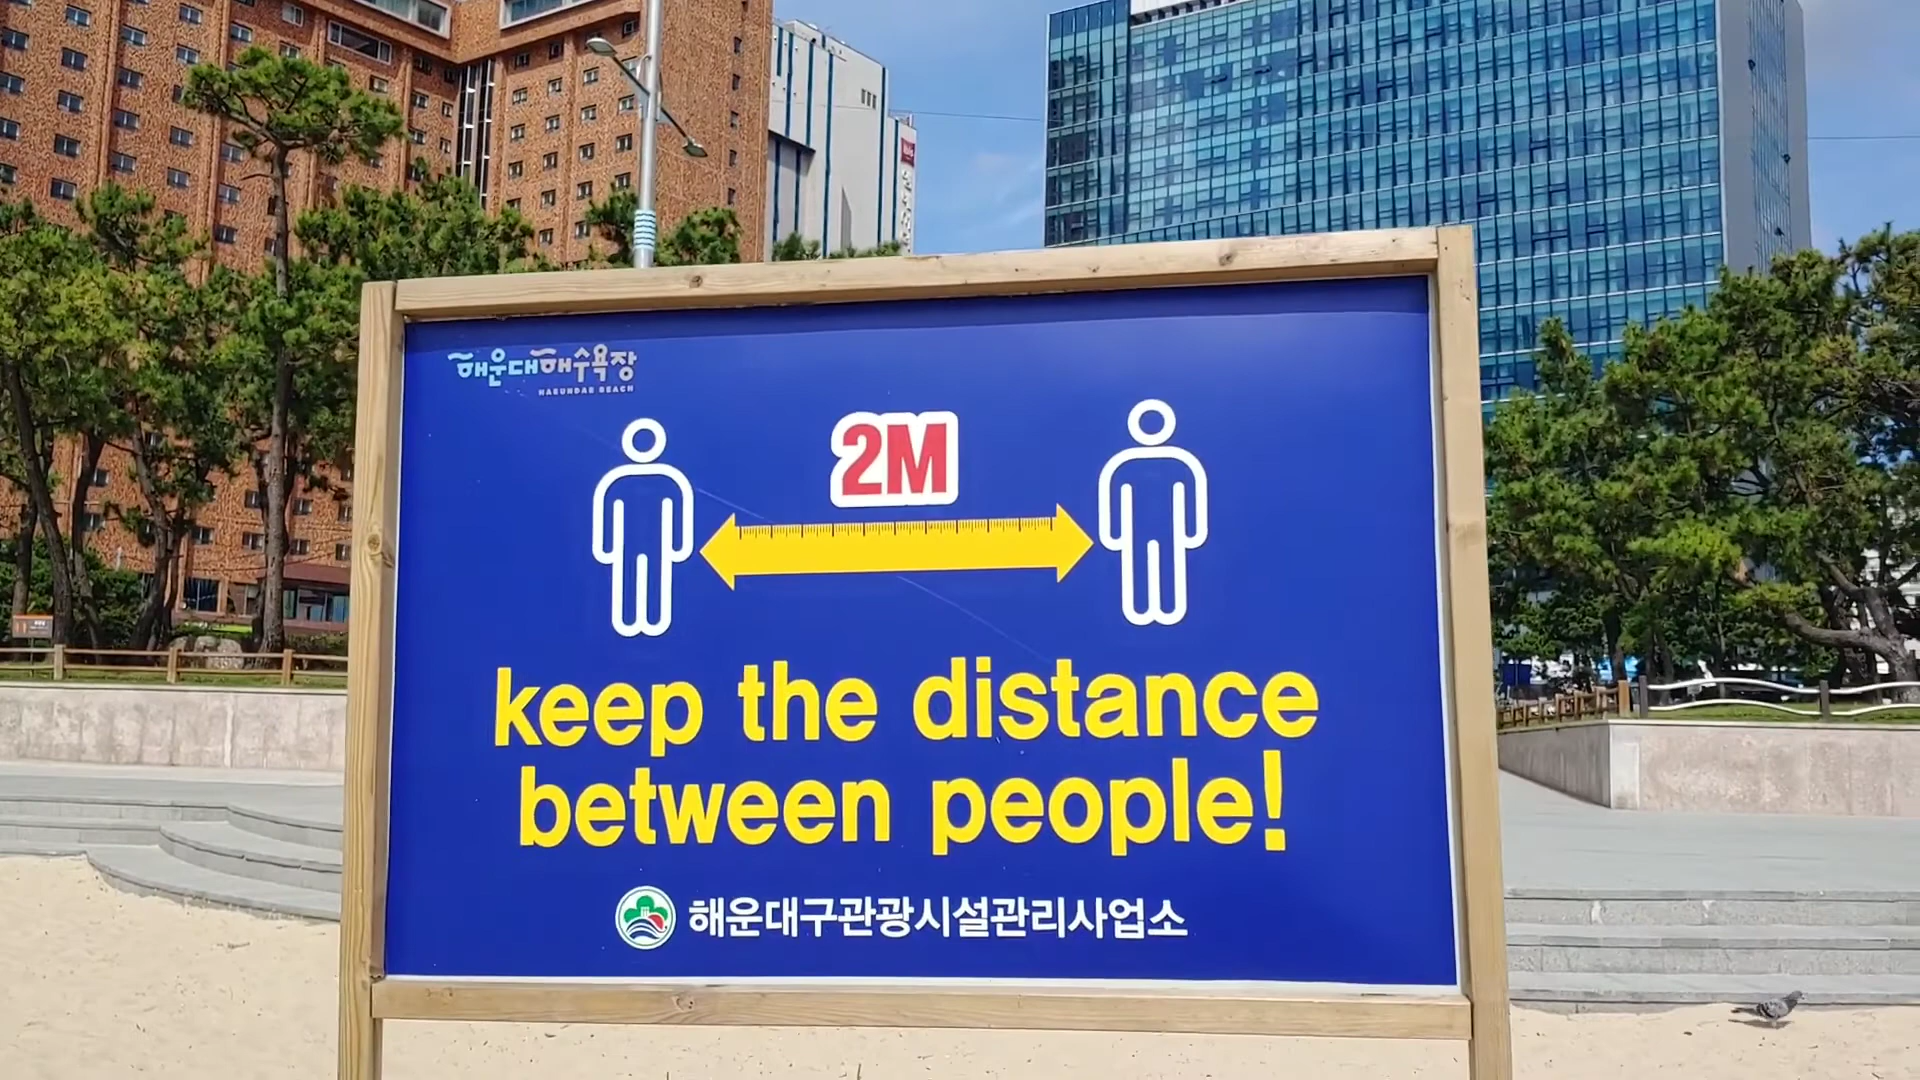 해운대해수욕장
HAEUNDAE BEACH
2M
keep the distance
between people!
해운대구관광시설관리사업소